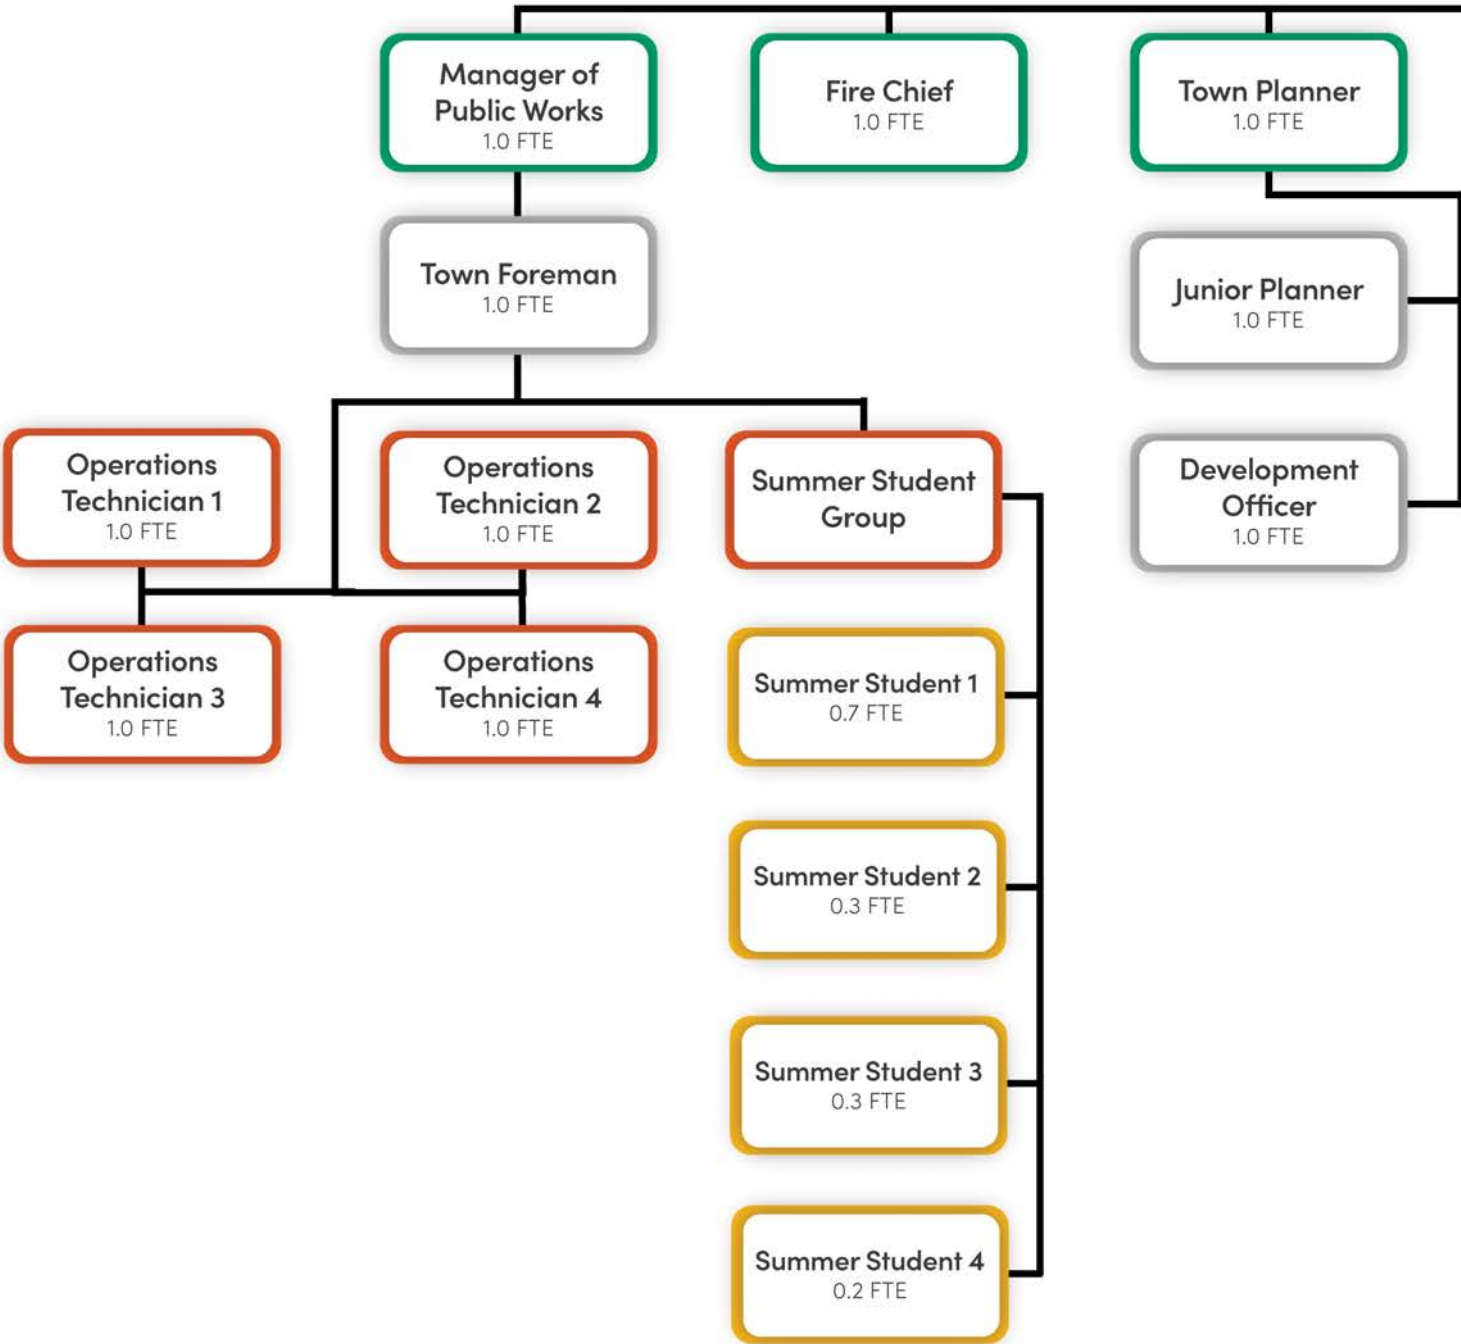 Manager of
Public Works
1.0 FTE
Fire Chief
1.0 FTE
Town Planner
1.0 FTE
Town Foreman
1.0 FTE
Junior Planner
1.0 FTE
Operations
Technician 1
1.0 FTE
Operations
Technician 2
1.0 FTE
Summer Student
Group
Development
Officer
1.0 FTE
Operations
Technician 3
1.0 FTE
Operations
Technician 4
1.0 FTE
Summer Student 1
0.7 FTE
Summer Student 2
0.3 FTE
Summer Student 3
0.3 FTE
Summer Student 4
0.2 FTE